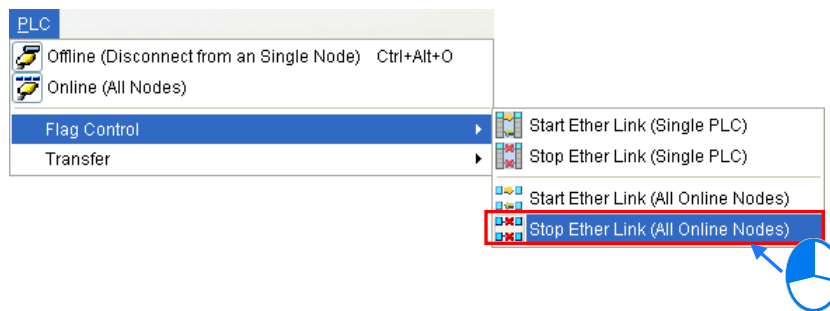 PLC
Offline (Disconnect from an Single Node) Ctrl+Alt+O
Online (All Nodes)
Flag Control
Transfer
Start Ether Link (Single PLC)
Stop Ether Link (Single PLC)
Start Ether Link (All Online Nodes)
Stop Ether Link (All Online Nodes)